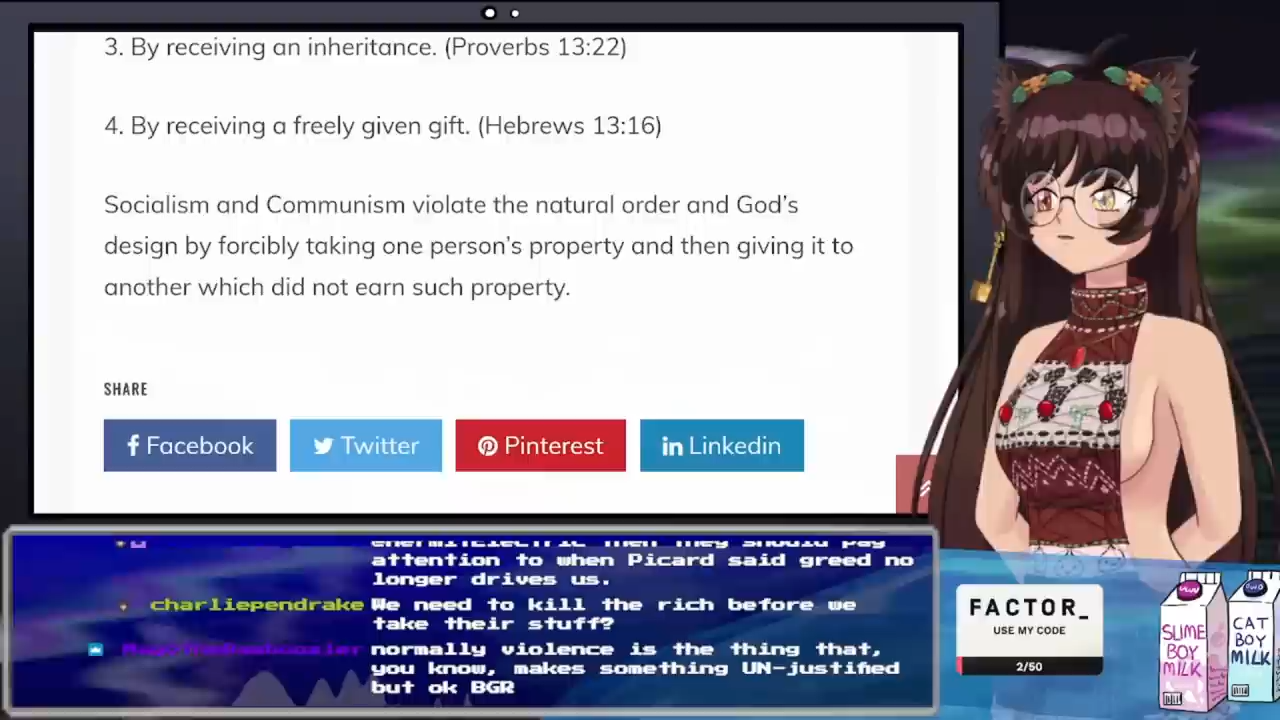 3. By receiving an inheritance. (Proverbs 13:22)
4. By receiving a freely given gift. (Hebrews 13:16)
Socialism and Communism violate the natural order and God’s
design by forcibly taking one person’s property and then giving it to
another which did not earn such property.
SHARE
Facebook
Twitter
Pinterest
Linkedin
attention to when Picard said greed no
longer drives us.
charliependrake We need to kill the rich before we
take their stuff?
normally violence is the thing that,
you know, makes something UN-justified
but ok BGR
FACTOR_
USE MY CODE
2/50
SLIME
BOY
MILK
CAT
BOY
MILK